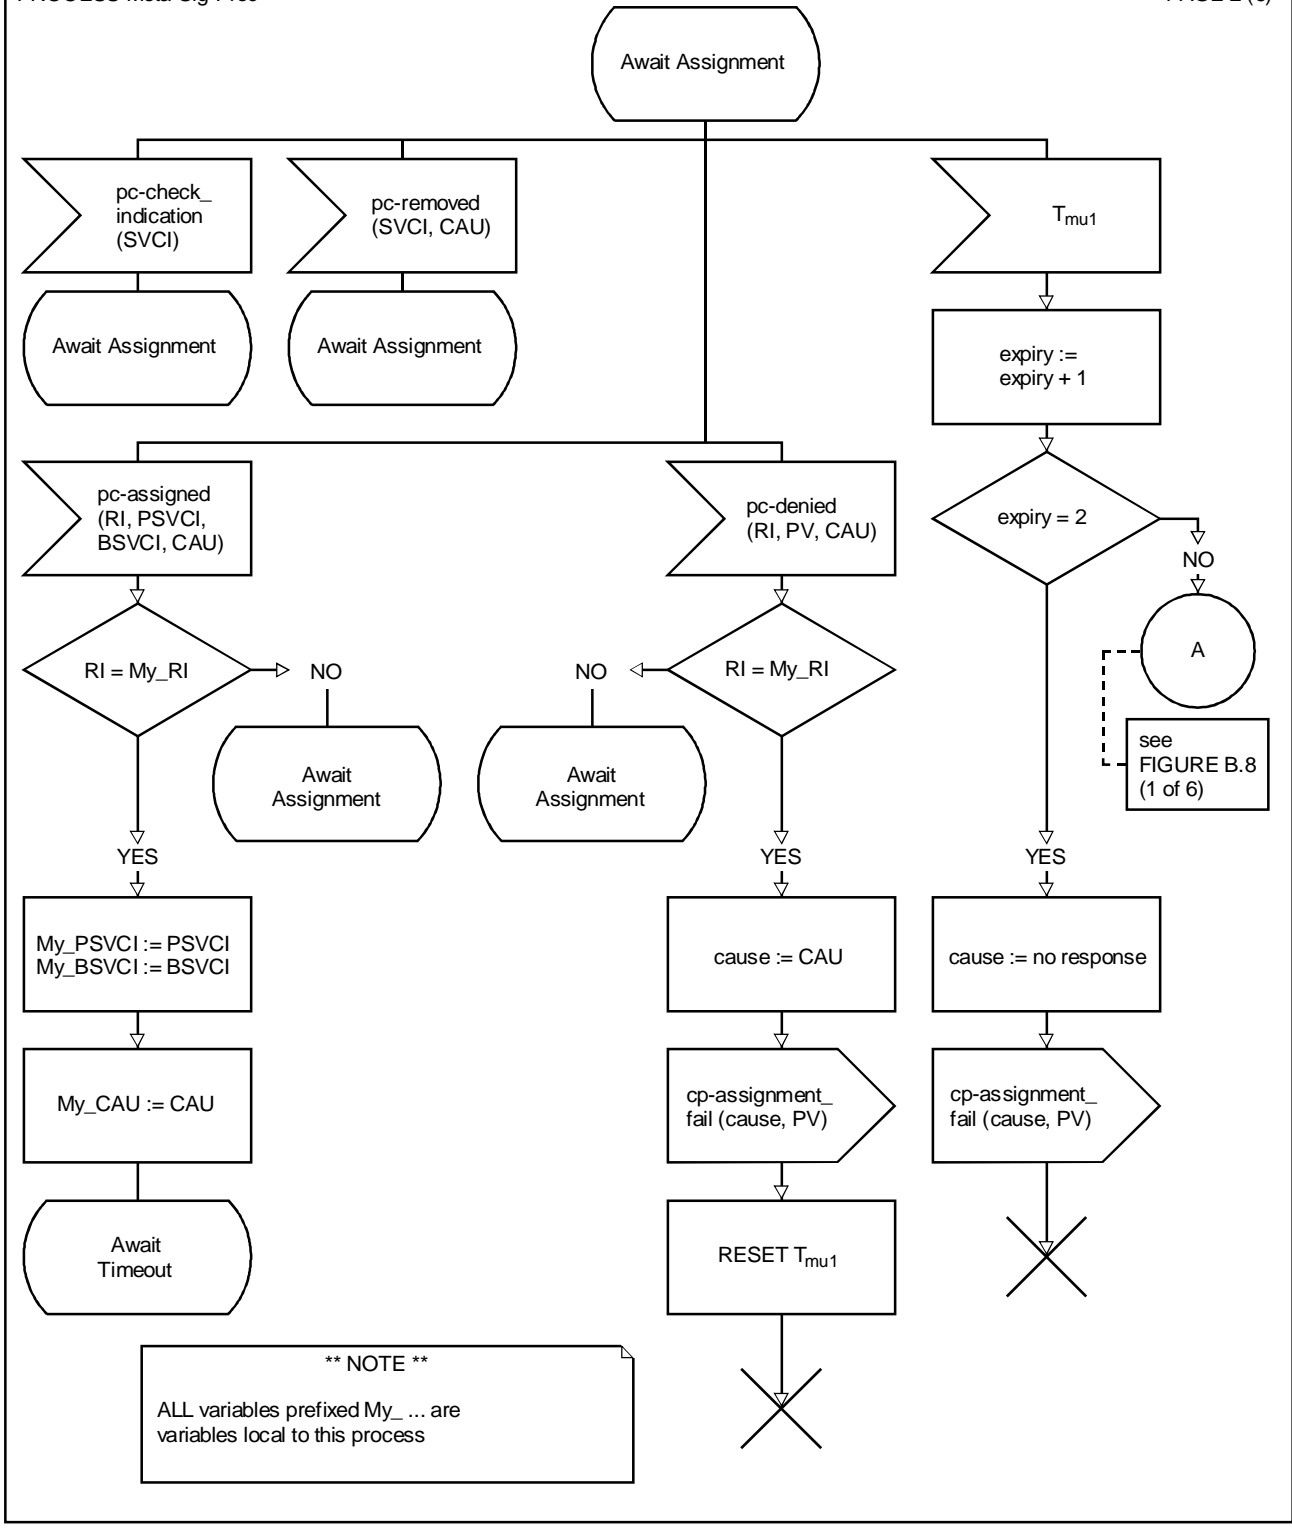 Await Assignment
pc-check_
indication
(SVCI)
pc-removed
(SVCI, CAU)
Tmu1
Await Assignment
Await Assignment
expiry :=
expiry + 1
pc-assigned
(RI, PSVCI,
BSVCI, CAU)
pc-denied
(RI, PV, CAU)
expiry = 2
NO
A
see
FIGURE B.8
(1 of 6)
RI = My_RI
NO
NO
RI = My_RI
Await
Assignment
Await
Assignment
YES
YES
YES
My_PSVCI := PSVCI
My_BSVCI := BSVCI
cause := CAU
cause := no response
My_CAU := CAU
cp-assignment_
fail (cause, PV)
cp-assignment_
fail (cause, PV)
Await
Timeout
RESET Tmu1
** NOTE **
ALL variables prefixed My_ ... are
variables local to this process